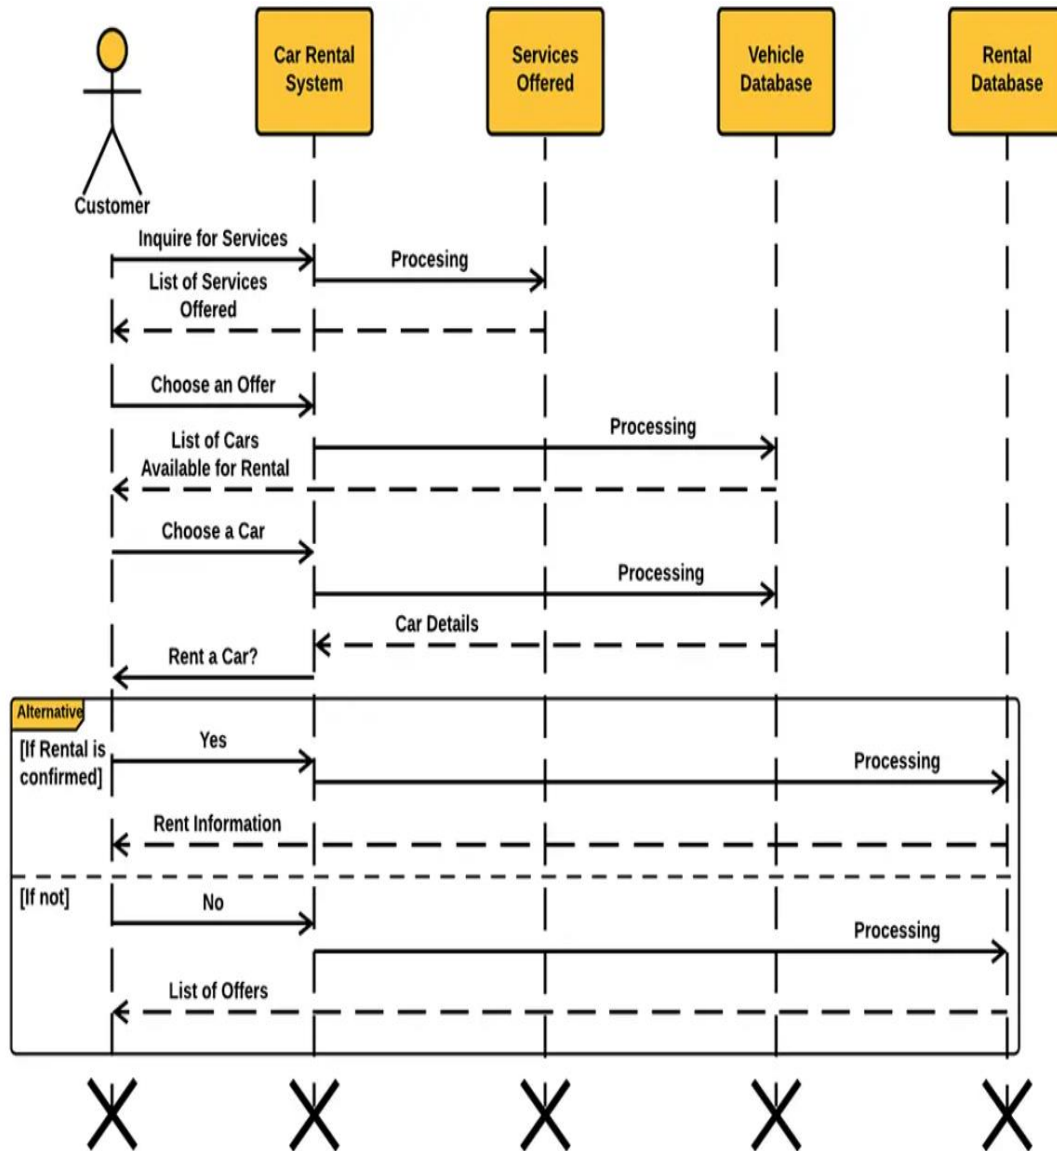 Car Rental
System
Services
Offered
Vehicle
Database
Rental
Database
Customer
Inquire for Services
Procesing
List of Services
Offered
Choose an Offer
Processing
List of Cars
Available for Rental
Choose a Car
Processing
Car Details
Rent a Car?
Alternative
[If Rental is
confirmed]
Yes
Processing
Rent Information
[If not]
No
Processing
List of Offers